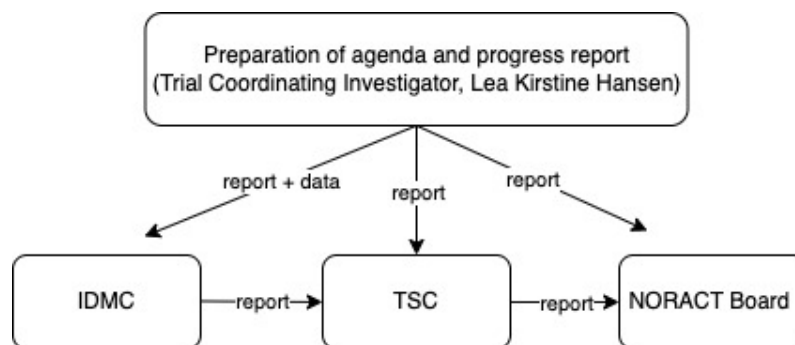 Preparation of agenda and progress report
(Trial Coordinating Investigator, Lea Kirstine Hansen)
report + data
report
report
IDMC
report
TSC
report
NORACT Board